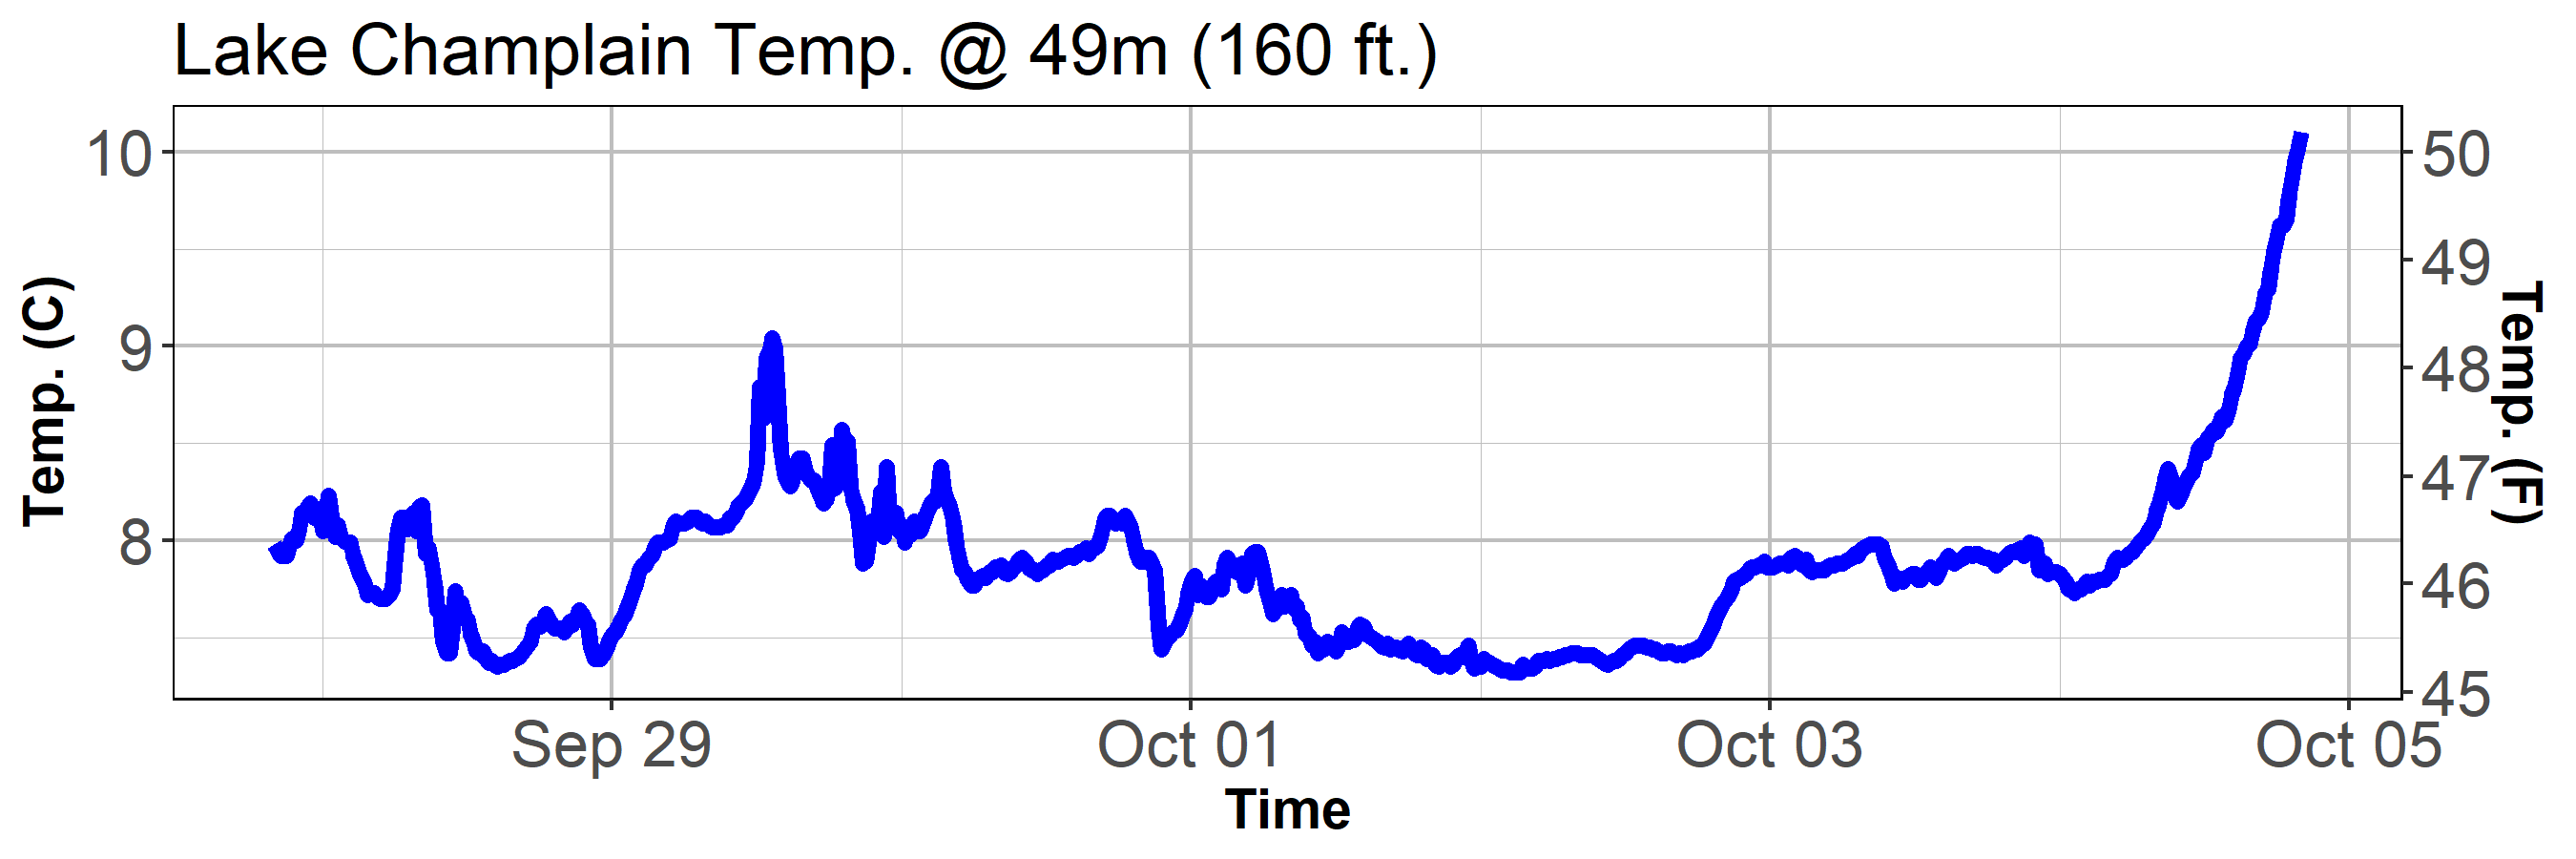 Lake Champlain Temp. @ 49m (160 ft.)
10
9
8
Temp. (C)
50
49
48
47
46
45
Temp. (F)
Sep 29 Oct 01 Oct 03 Oct 05
Time